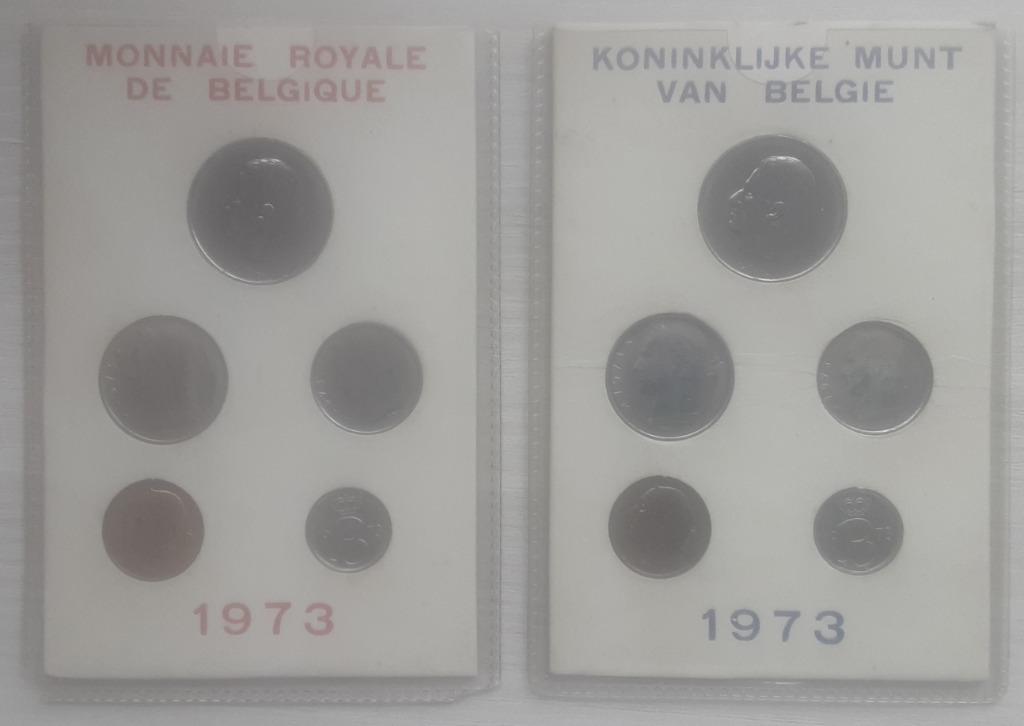 MONNAIE ROYALE
DE BELGIQUE
1973
KONINKLIJKE MUNT
VAN BELGIE
1973